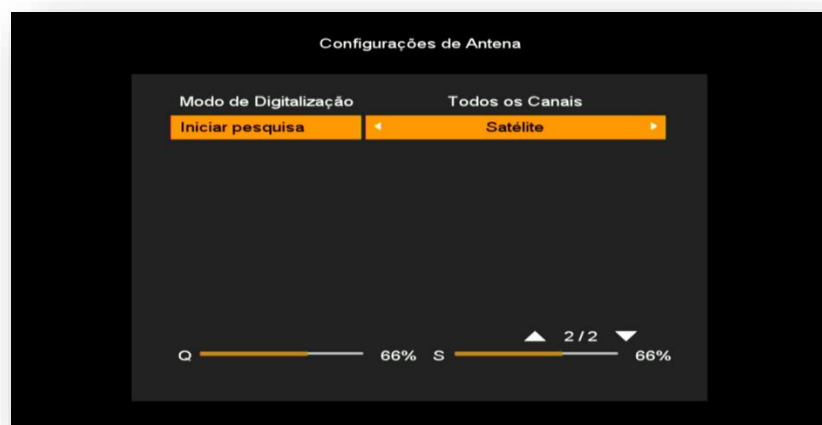 Configurações de Antena
Modo de Digitalização Todos os Canais
Iniciar pesquisa Satélite
2/2
Q 66% S 66%